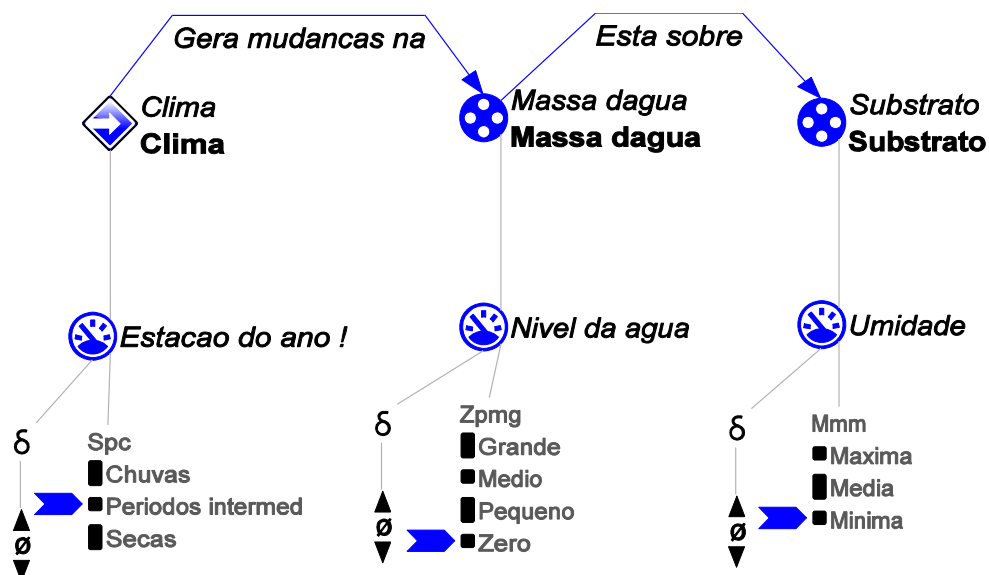 Gera mudancas na
Esta sobre
Clima
Clima
Massa dagua
Massa dagua
Substrato
Substrato
Estacao do ano !
Nivel da agua
Umidade
δ
Spc
Chuvas
Periodos intermed
Secas
ø
δ
Zpmg
Grande
Medio
Pequeno
Zero
ø
δ
Mmm
Maxima
Media
Minima
ø